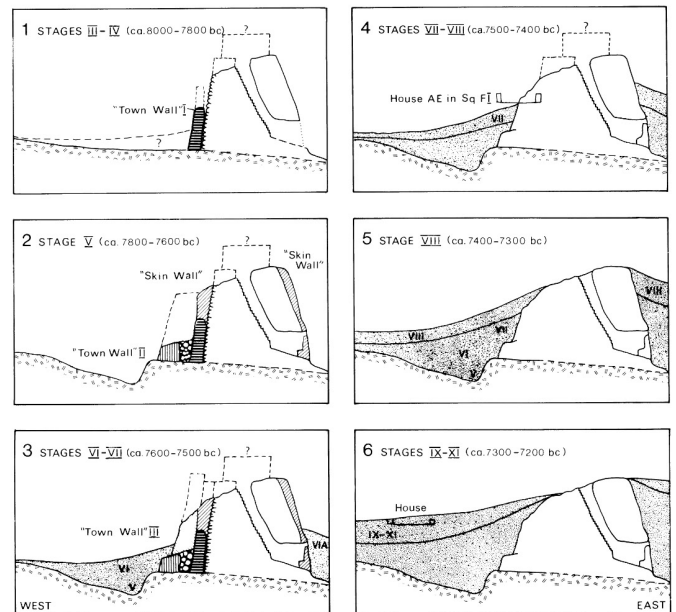 1 STAGES III-IV (ca.8000-7800 bc)
?
"Town Wall" I
?
2 STAGE V (ca. 7800-7600 bc)
?
"Skin Wall"
"Skin
Wall"
"Town Wall" II
3 STAGES VI-VII (ca.7600-7500 bc)
?
"Town Wall" III
VI
V
VIA
WEST
4 STAGES VII-VIII (ca.7500-7400 bc)
?
House AE in Sq FI
VII
5 STAGE VIII (ca. 7400-7300 bc)
VIII
VIII
VII
VI
V
6 STAGES IX-XI (ca.7300-7200 bc)
House
IX-XI
EAST